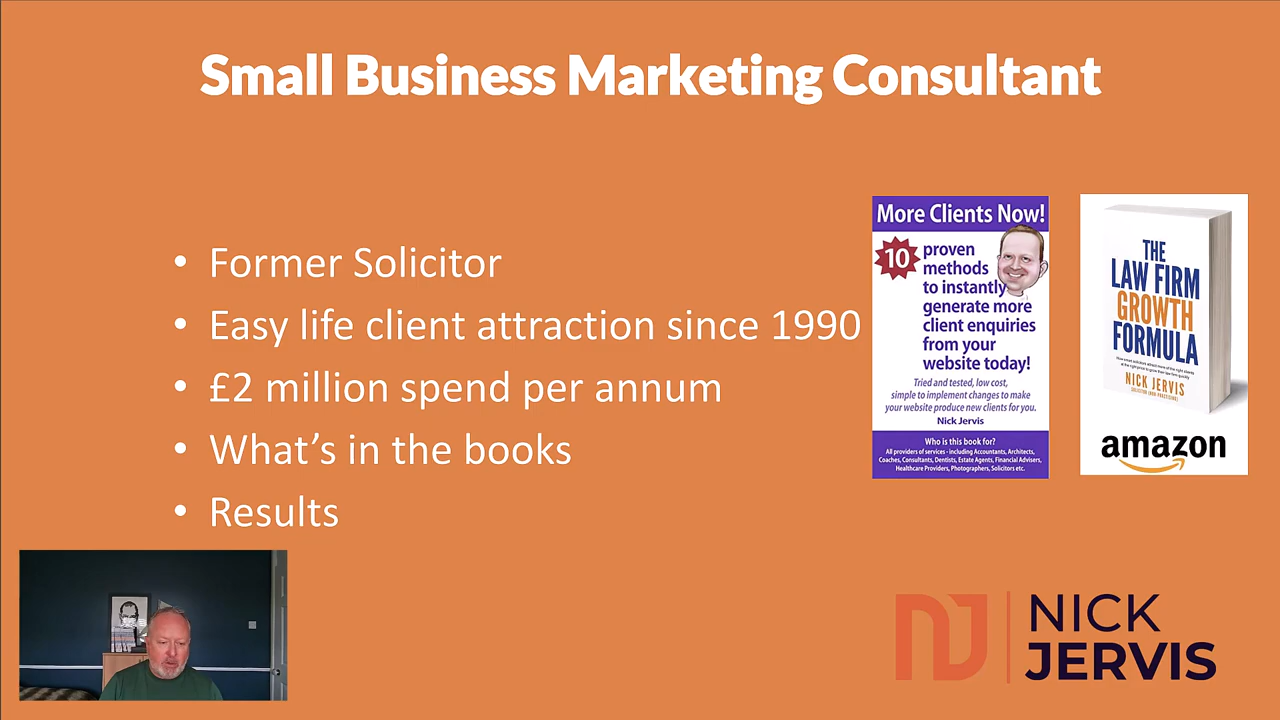 Small Business Marketing Consultant
• Former Solicitor
• Easy life client attraction since 1990
• £2 million spend per annum
• What's in the books
• Results
More Clients Now!
10
proven
methods
to instantly
generate more
client enquiries
from your
website today!
Tried and tested, low cost,
simple to implement changes to make
your website produce new clients for you.
Nick Jervis
Who is this book for?
All providers of services - including Accountants, Architects,
Coaches, Consultants, Dentists, Estate Agents, Financial Advisers,
Healthcare Providers, Photographers, Solicitors etc.
THE
LAW FIRM
GROWTH
FORMULA
NICK JERVIS
SOLICITOR (NON PRACTISING)
amazon
NICK
JERVIS